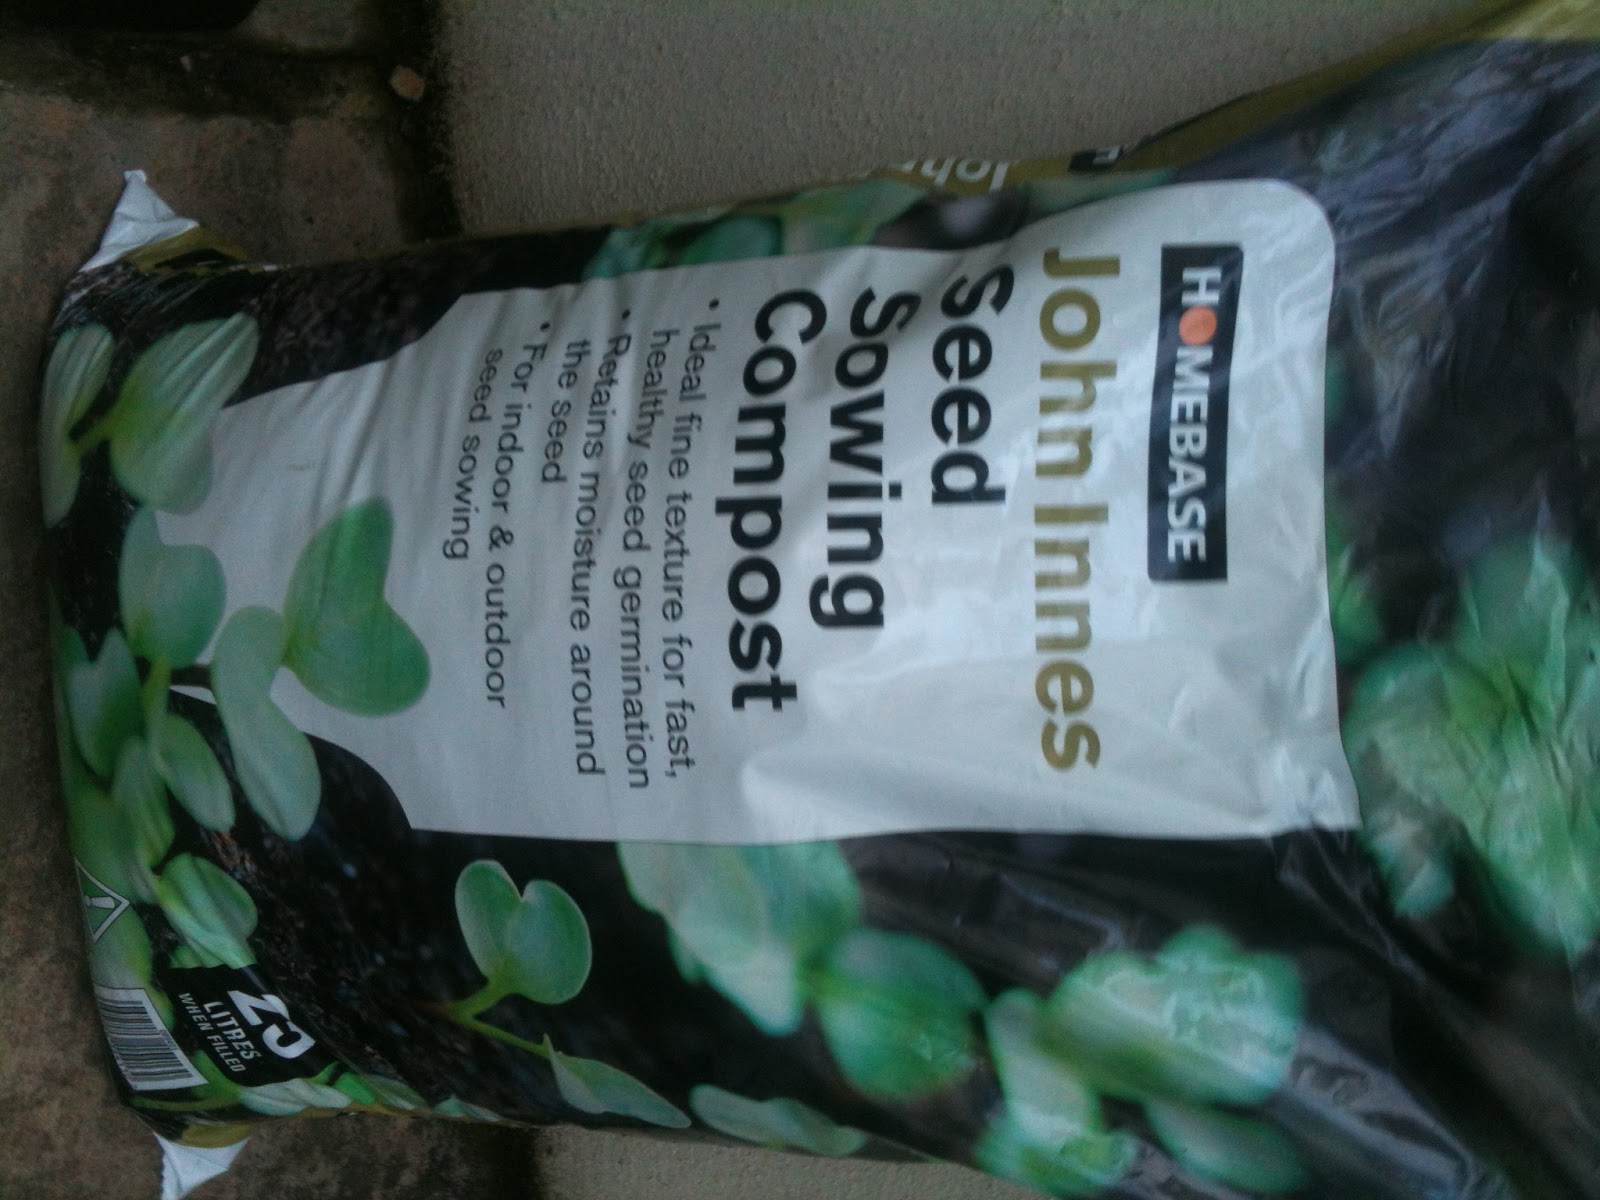 HOMEBASE
John Innes
Seed
Sowing
Compost
• Ideal fine texture for fast,
healthy seed germination
• Retains moisture around
the seed
• For indoor & outdoor
seed sowing
LITRES
WHEN FILLED